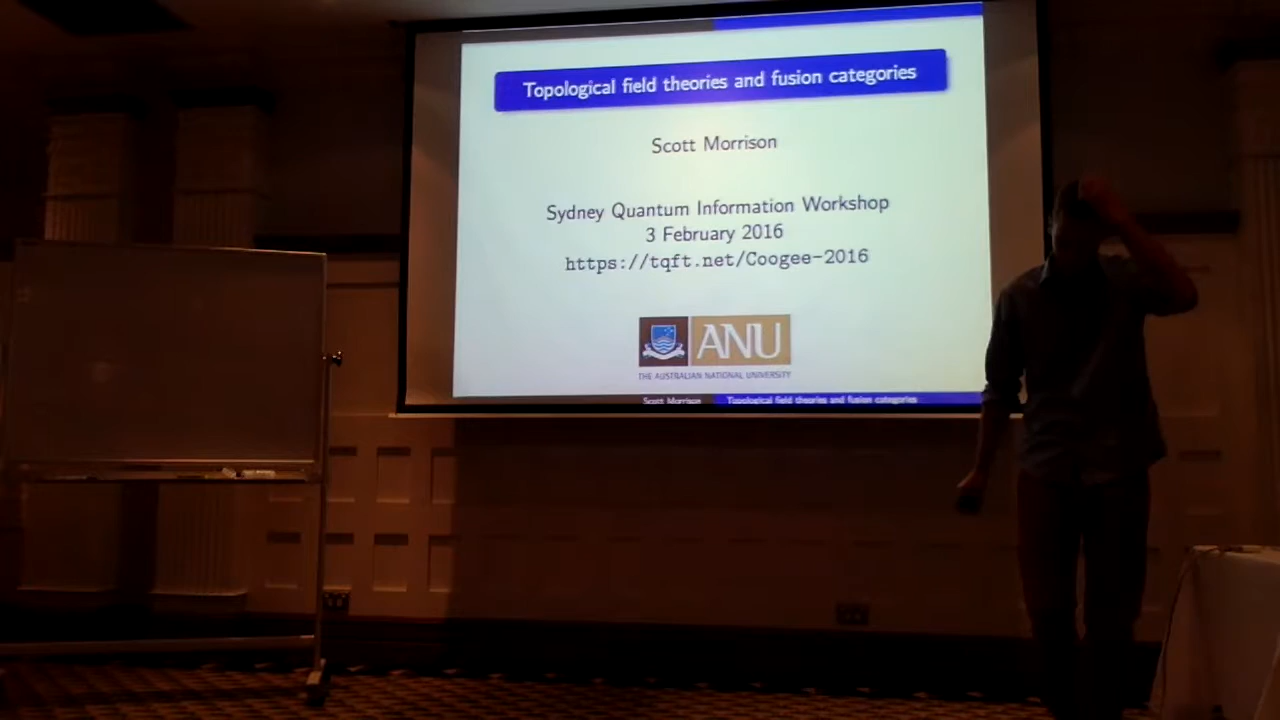 Topological field theories and fusion categories
Scott Morrison
Sydney Quantum Information Workshop
3 February 2016
https://tqft.net/Coogee-2016
ANU
THE AUSTRALIAN NATIONAL UNIVERSITY
Scott Morrison Topological field theories and fusion categories